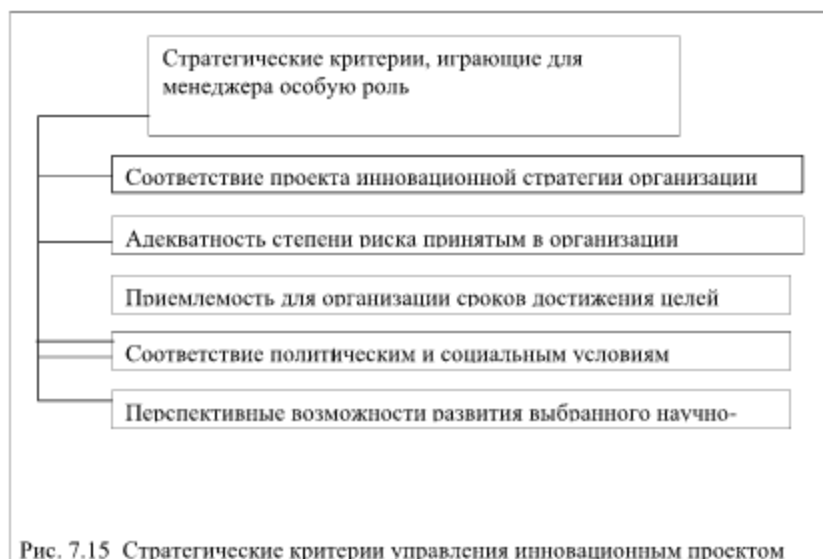 Стратегические критерии, играющие для
менеджера особую роль
Соответствие проекта инновационной стратегии организации
Адекватность степени риска принятым в организации
Приемлемость для организации сроков достижения целей
Соответствие политическим и социальным условиям
Перспективные возможности развития выбранного научно-
Рис. 7.15 Стратегические критерии управления инновационным проектом